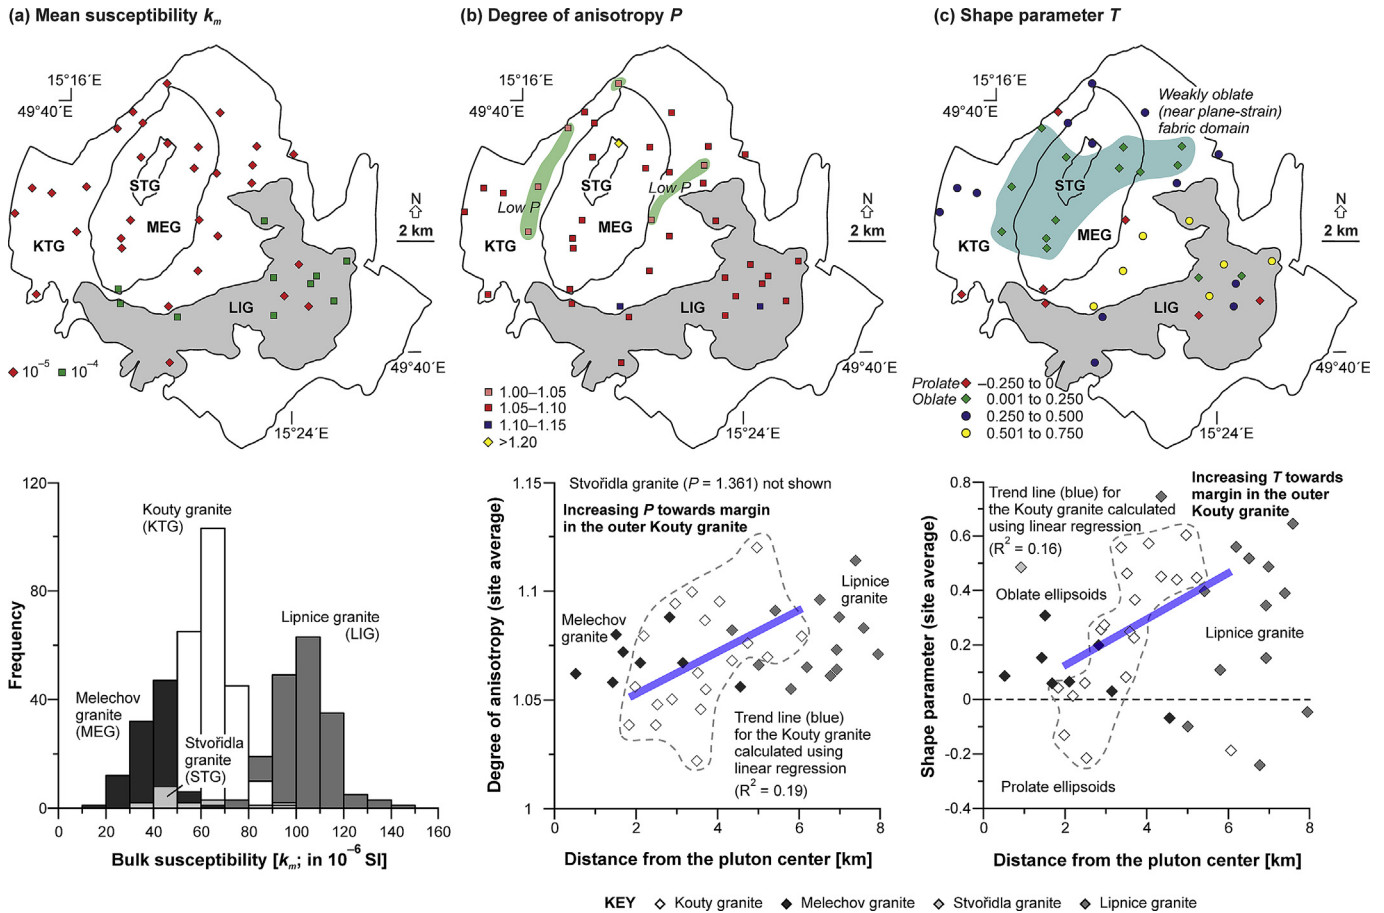 (a) Mean susceptibility km
15°16´E
49°40´E
STG
MEG
KTG
LIG
N
2 km
10–5
10–4
49°40´E
15°24´E
(b) Degree of anisotropy P
15°16´E
49°40´E
Low P
Low P
STG
MEG
KTG
LIG
N
2 km
1.00–1.05
1.05–1.10
1.10–1.15
>1.20
49°40´E
15°24´E
(c) Shape parameter T
15°16´E
49°40´E
Weakly oblate
(near plane-strain)
fabric domain
STG
MEG
KTG
LIG
N
2 km
Prolate –0.250 to 0
Oblate 0.001 to 0.250
0.250 to 0.500
0.501 to 0.750
49°40´E
15°24´E
120
80
40
0
Frequency
Kouty granite
(KTG)
Lipnice granite
(LIG)
Melechov
granite
(MEG)
Stvořidla
granite
(STG)
0 20 40 60 80 100 120 140 160
Bulk susceptibility [km; in 10–6 SI]
1.15
1.1
1.05
1
Degree of anisotropy (site average)
Stvořidla granite (P = 1.361) not shown
Increasing P towards margin
in the outer Kouty granite
Melechov
granite
Lipnice
granite
Trend line (blue)
for the Kouty granite
calculated using
linear regression
(R2 = 0.19)
0 2 4 6 8
Distance from the pluton center [km]
0.8
0.6
0.4
0.2
0
-0.2
-0.4
Shape parameter (site average)
Trend line (blue) for
the Kouty granite calculated
using linear regression
(R2 = 0.16)
Increasing T towards
margin in the outer
Kouty granite
Oblate ellipsoids
Lipnice granite
Prolate ellipsoids
0 2 4 6 8
Distance from the pluton center [km]
KEY Kouty granite Melechov granite Stvořidla granite Lipnice granite